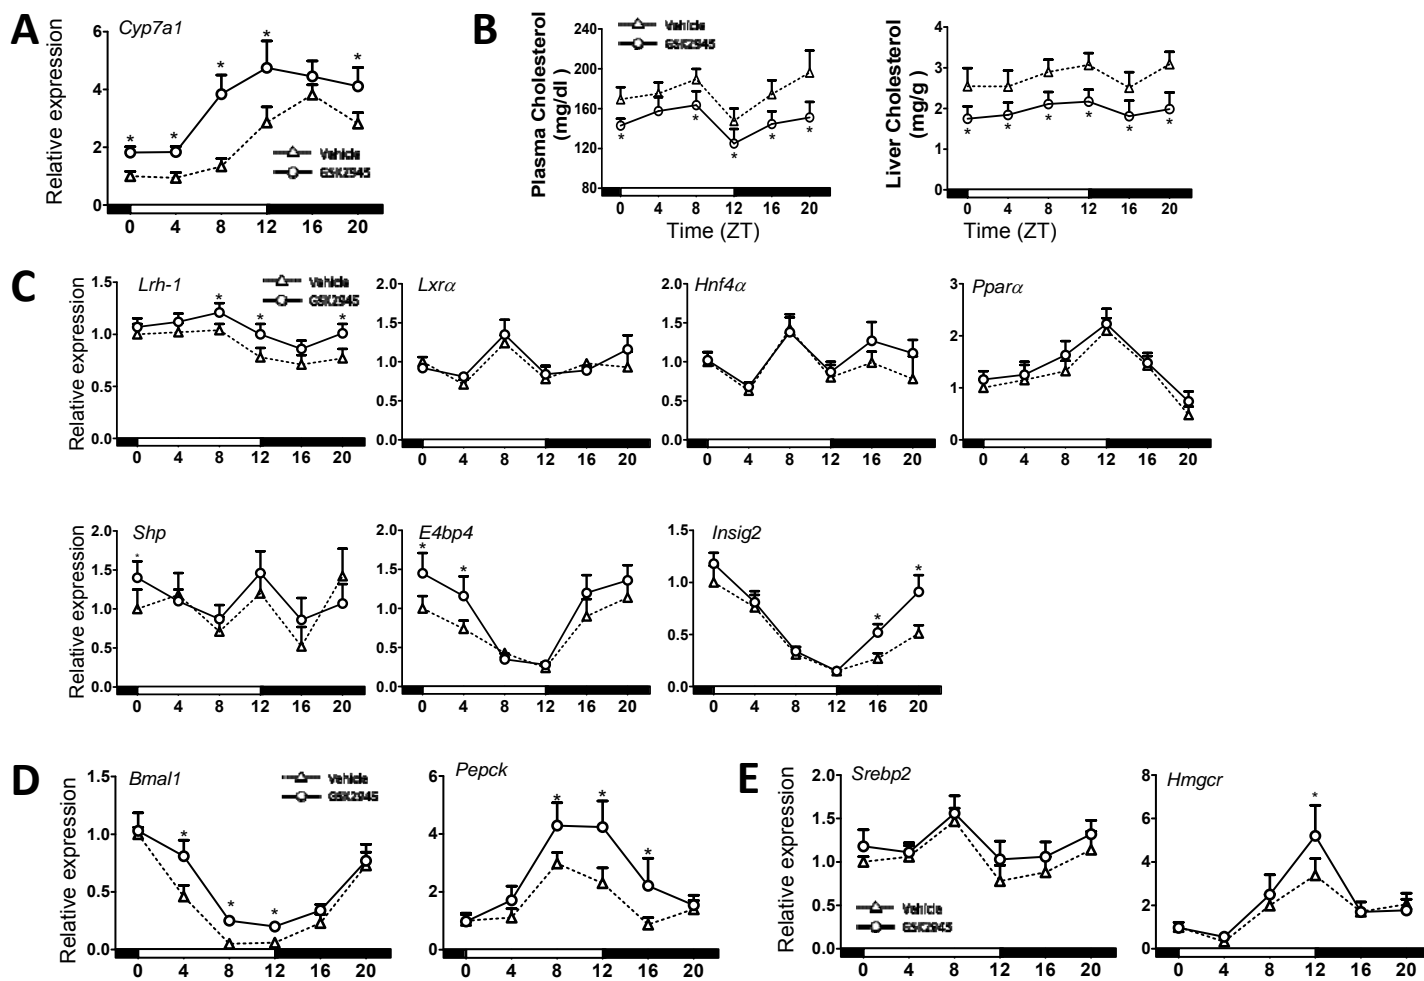 A
Cyp7a1
Relative expression
6
4
2
0
* * * * *
Vehicle
GSK2945
0 4 8 12 16 20
B
Vehicle
GSK2945
Plasma Cholesterol
(mg/dl )
240
200
160
120
80
* * * * *
0 4 8 12 16 20
Time (ZT)
Liver Cholesterol
(mg/g)
4
3
2
1
0
* * * * * *
0 4 8 12 16 20
Time (ZT)
C
Lrh-1
Relative expression
1.5
1.0
0.5
0.0
* * *
Vehicle
GSK2945
0 4 8 12 16 20
Lxrα
2.0
1.5
1.0
0.5
0.0
0 4 8 12 16 20
Hnf4α
2.0
1.5
1.0
0.5
0.0
0 4 8 12 16 20
Pparα
3
2
1
0
0 4 8 12 16 20
Shp
Relative expression
2.0
1.5
1.0
0.5
0.0
*
0 4 8 12 16 20
E4bp4
2.0
1.5
1.0
0.5
0.0
* *
0 4 8 12 16 20
Insig2
1.5
1.0
0.5
0.0
* *
0 4 8 12 16 20
D
Bmal1
Relative expression
1.5
1.0
0.5
0.0
* * *
Vehicle
GSK2945
0 4 8 12 16 20
Pepck
6
4
2
0
* * *
0 4 8 12 16 20
E
Srebp2
Relative expression
2.0
1.5
1.0
0.5
0.0
Vehicle
GSK2945
0 4 8 12 16 20
Hmgcr
8
6
4
2
0
*
0 4 8 12 16 20